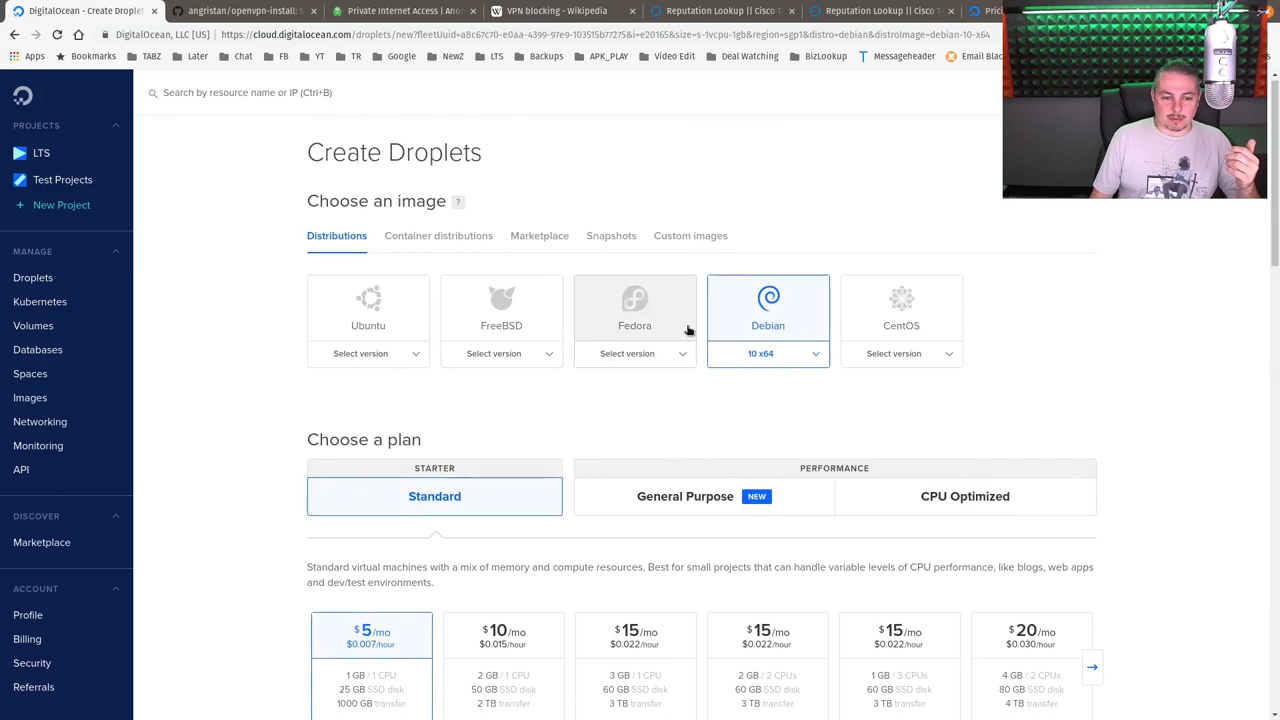 DigitalOcean - Create Droplet
angristan/openvpn-install: S
Private Internet Access | Ano
VPN blocking - Wikipedia
Reputation Lookup || Cisco T
Reputation Lookup || Cisco T
Pric
DigitalOcean, LLC [US]
Apps
Bookmarks
TABZ
Later
Chat
FB
YT
TR
Google
NewZ
LTS
Backups
APK_PLAY
Video Edit
Deal Watching
BizLookup
Messageheader
Email Blac
Search by resource name or IP (Ctrl+B)
PROJECTS
LTS
Test Projects
+ New Project
MANAGE
Droplets
Kubernetes
Volumes
Databases
Spaces
Images
Networking
Monitoring
API
DISCOVER
Marketplace
ACCOUNT
Profile
Billing
Security
Referrals
Create Droplets
Choose an image ?
Distributions
Container distributions
Marketplace
Snapshots
Custom images
Ubuntu
FreeBSD
Fedora
Debian
CentOS
Select version
Select version
Select version
10 x64
Select version
Choose a plan
STARTER
PERFORMANCE
Standard
General Purpose NEW
CPU Optimized
Standard virtual machines with a mix of memory and compute resources. Best for small projects that can handle variable levels of CPU performance, like blogs, web apps
and dev/test environments.
$ 5/mo
$0.007/hour
1 GB / 1 CPU
25 GB SSD disk
1000 GB transfer
$ 10/mo
$0.015/hour
2 GB / 1 CPU
50 GB SSD disk
2 TB transfer
$ 15/mo
$0.022/hour
3 GB / 1 CPU
60 GB SSD disk
3 TB transfer
$ 15/mo
$0.022/hour
2 GB / 2 CPUs
60 GB SSD disk
3 TB transfer
$ 15/mo
$0.022/hour
1 GB / 3 CPUs
60 GB SSD disk
3 TB transfer
$ 20/mo
$0.030/hour
4 GB / 2 CPUs
80 GB SSD disk
4 TB transfer